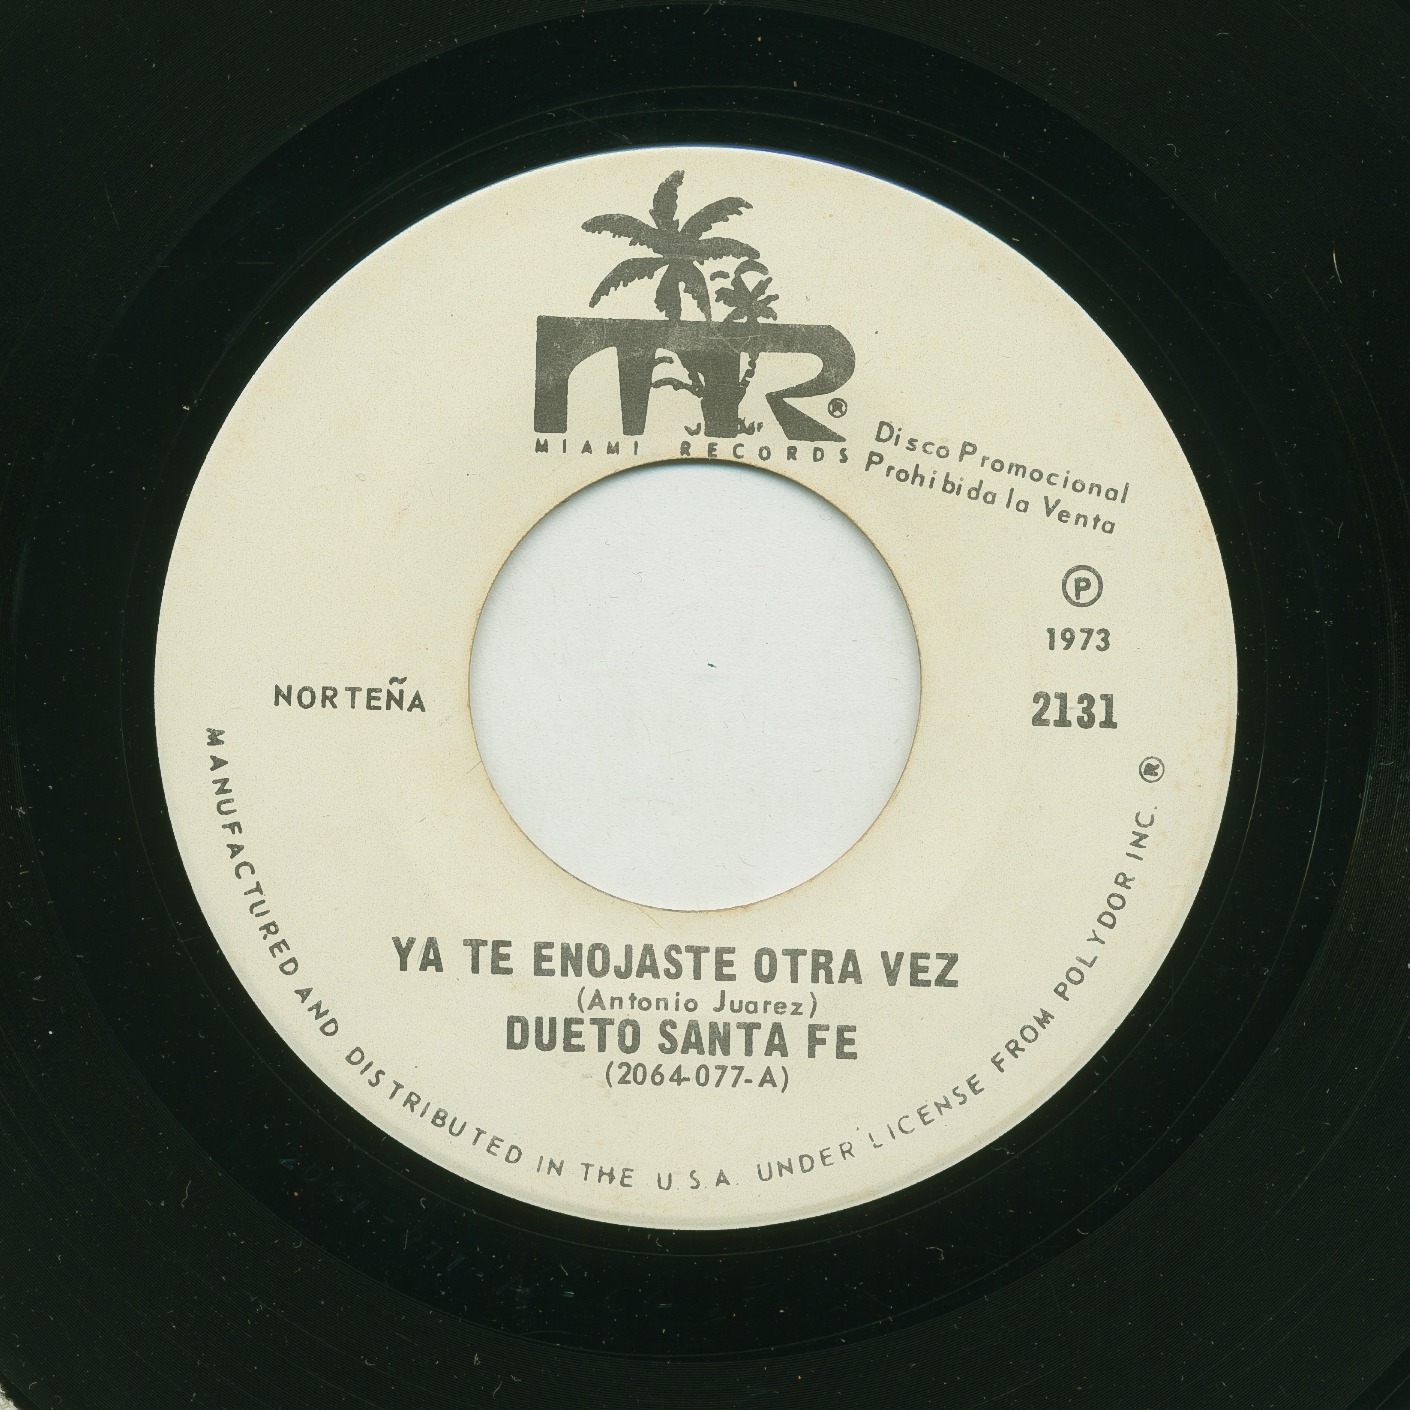 MR ®
MIAMI RECORDS
Disco Promocional
Prohibida la Venta
Ⓟ
1973
2131
NORTEÑA
YA TE ENOJASTE OTRA VEZ
(Antonio Juarez)
DUETO SANTA FE
(2064-077-A)
MANUFACTURED AND DISTRIBUTED IN THE U.S.A. UNDER LICENSE FROM POLYDOR INC. ®